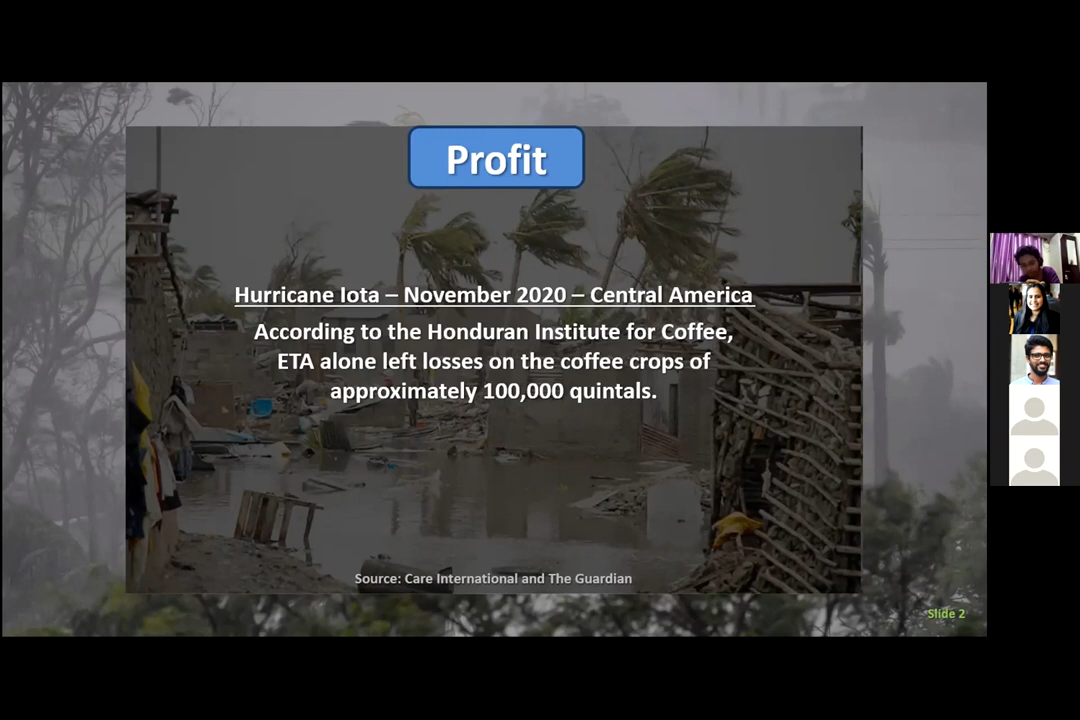 Profit
Hurricane Iota – November 2020 – Central America
According to the Honduran Institute for Coffee,
ETA alone left losses on the coffee crops of
approximately 100,000 quintals.
Source: Care International and The Guardian
Slide 2